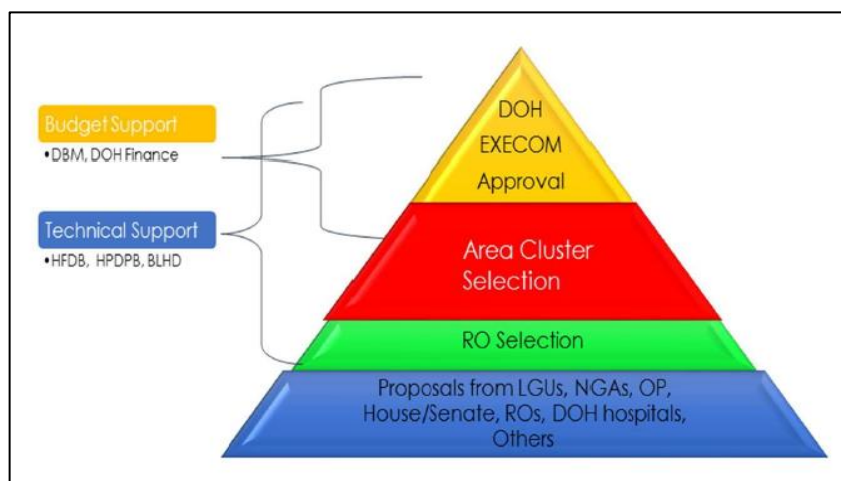 Budget Support
•DBM, DOH Finance
Technical Support
•HFDB, HPDPB, BLHD
DOH
EXECOM
Approval
Area Cluster
Selection
RO Selection
Proposals from LGUs, NGAs, OP,
House/Senate, ROs, DOH hospitals,
Others